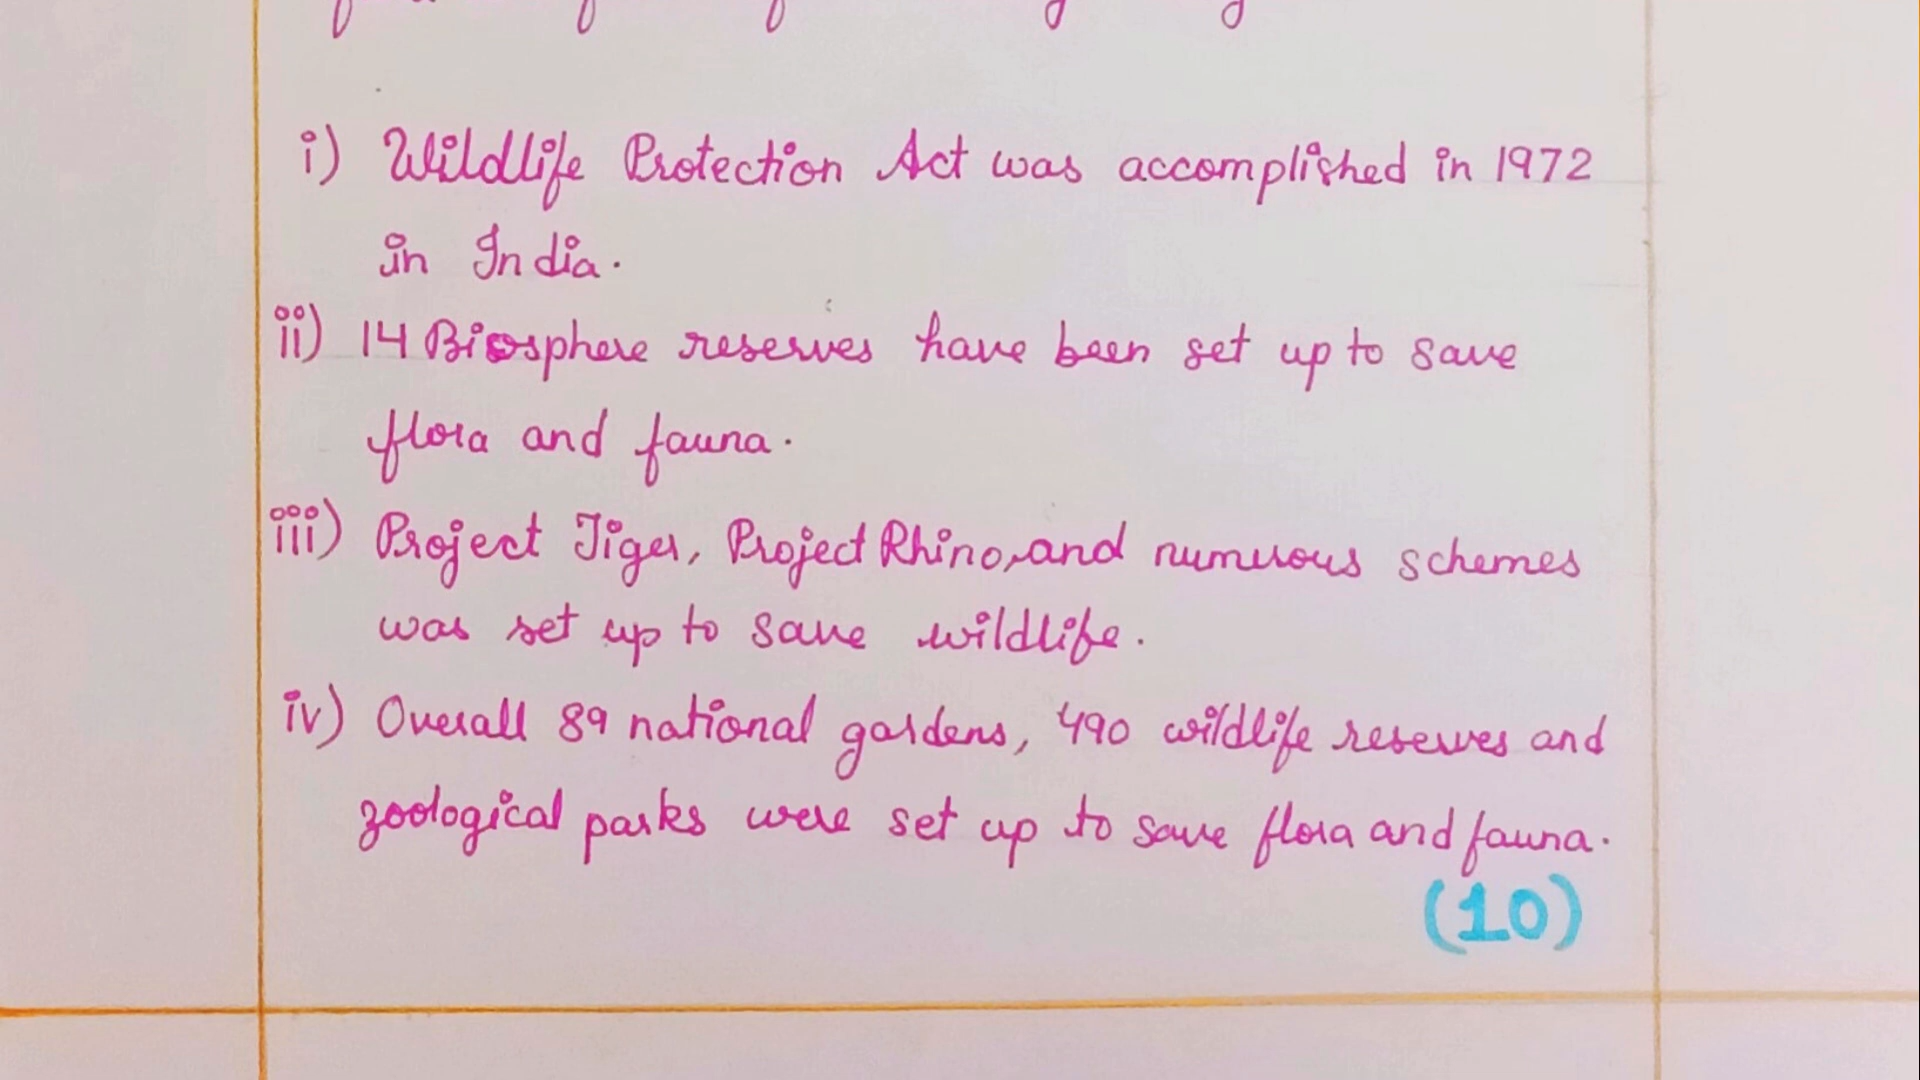 i) Wildlife Protection Act was accomplished in 1972
in India.
ii) 14 Biosphere reserves have been set up to save
flora and fauna.
iii) Project Tiger, Project Rhino, and numerous schemes
was set up to save wildlife.
iv) Overall 89 national gardens, 490 wildlife reserves and
zoological parks were set up to save flora and fauna.
(10)